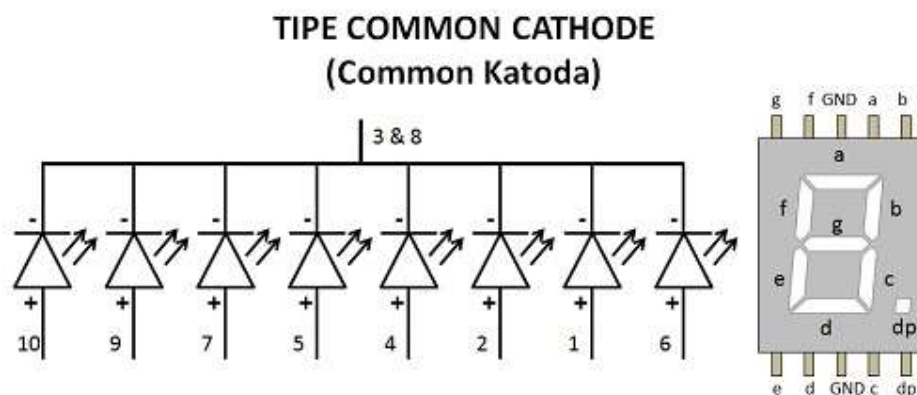 TIPE COMMON CATHODE
(Common Katoda)
3 & 8
- - - - - - - -
+ + + + + + + +
10 9 7 5 4 2 1 6
g f GND a b
a
f b
g
e c
d dp
e d GND c dp